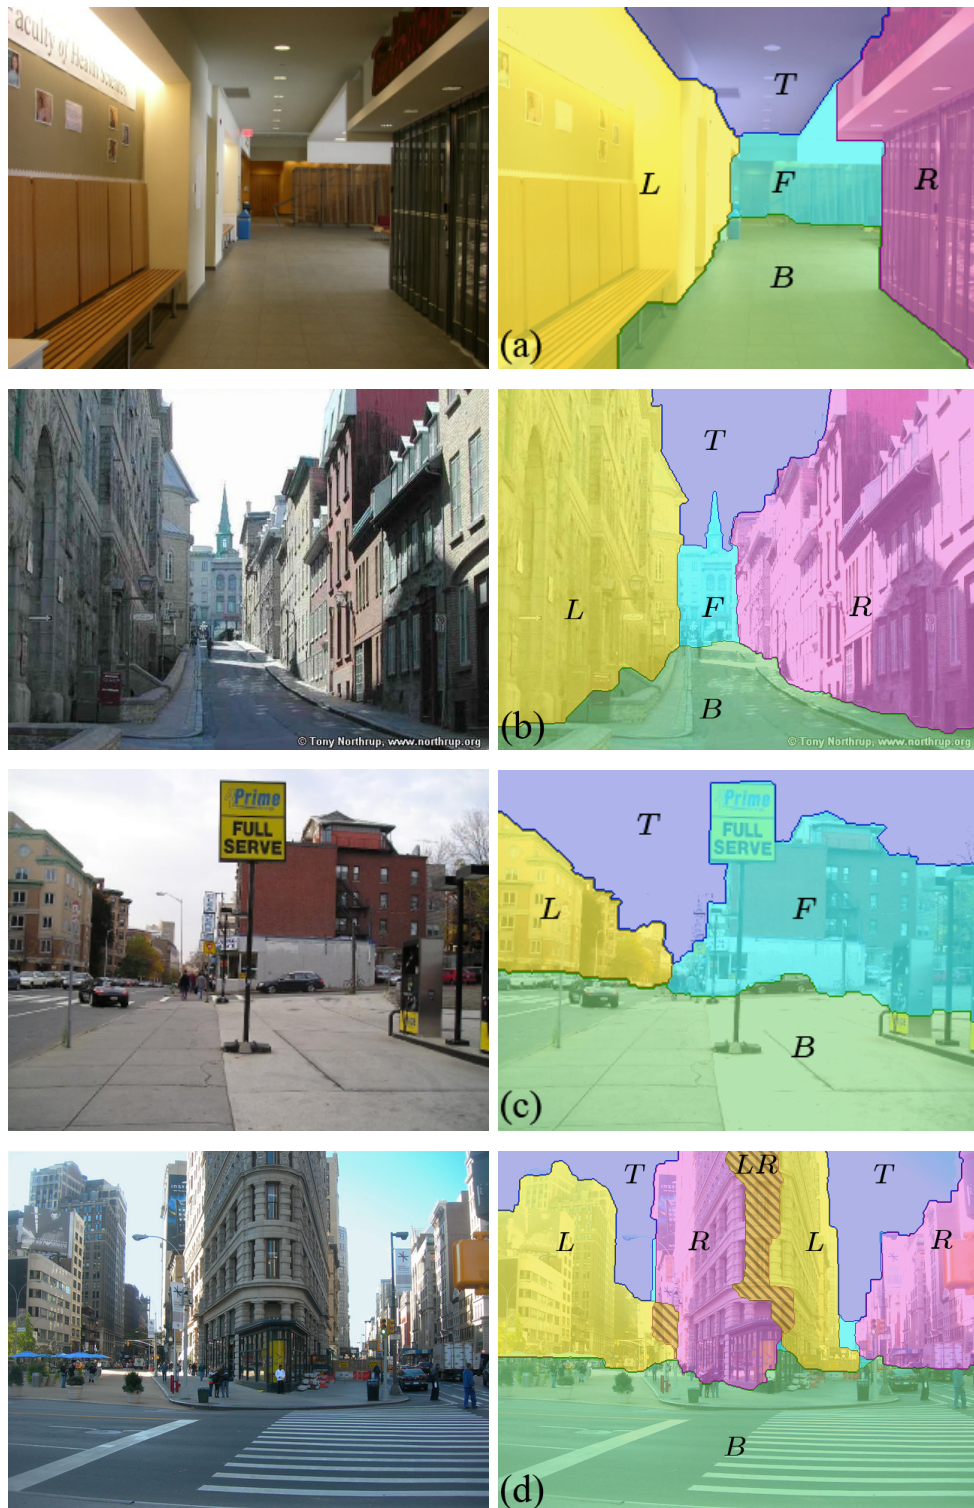 Faculty of Health Sciences
T
L
F
R
B
(a)
© Tony Northrup, www.northrup.org
T
L
F
R
B
(b)
© Tony Northrup, www.northrup.org
Prime
FULL
SERVE
Prime
FULL
SERVE
T
L
F
B
(c)
T
LR
T
L
R
L
R
B
(d)